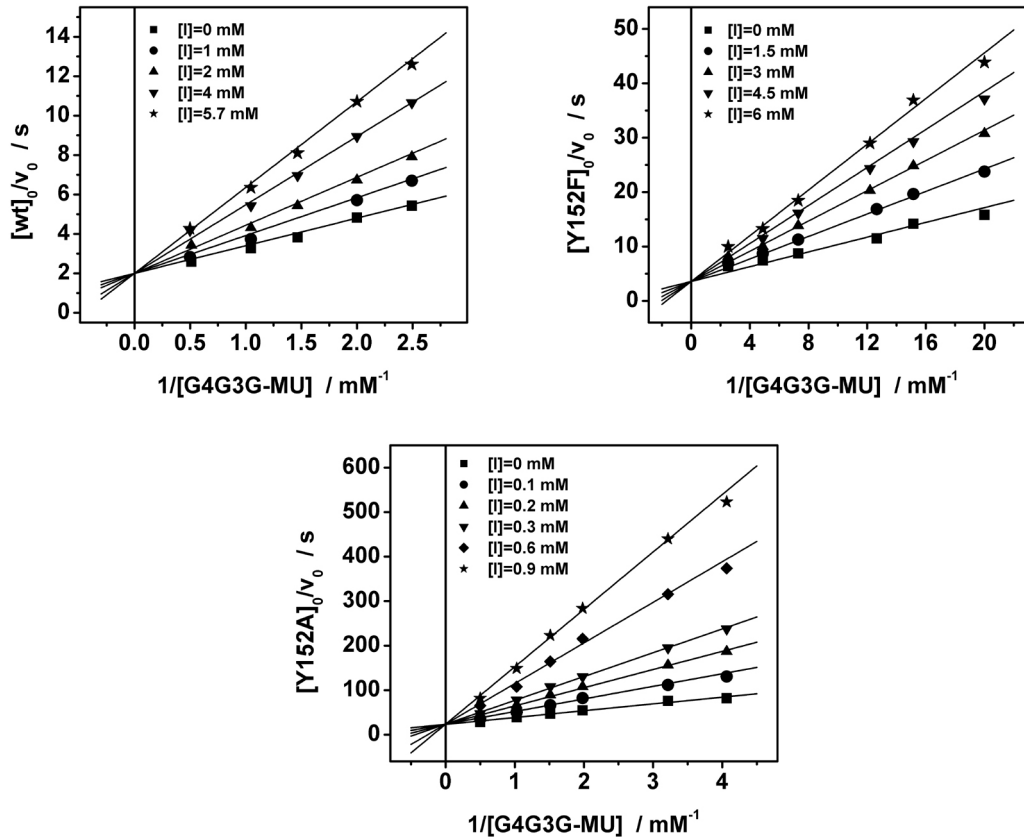 [wt]₀/v₀ / s
14
12
10
8
6
4
2
0
[I]=0 mM
[I]=1 mM
[I]=2 mM
[I]=4 mM
[I]=5.7 mM
0.0 0.5 1.0 1.5 2.0 2.5
1/[G4G3G-MU] / mM⁻¹
[Y152F]₀/v₀ / s
50
40
30
20
10
0
[I]=0 mM
[I]=1.5 mM
[I]=3 mM
[I]=4.5 mM
[I]=6 mM
0 4 8 12 16 20
1/[G4G3G-MU] / mM⁻¹
[Y152A]₀/v₀ / s
600
500
400
300
200
100
0
[I]=0 mM
[I]=0.1 mM
[I]=0.2 mM
[I]=0.3 mM
[I]=0.6 mM
[I]=0.9 mM
0 1 2 3 4
1/[G4G3G-MU] / mM⁻¹